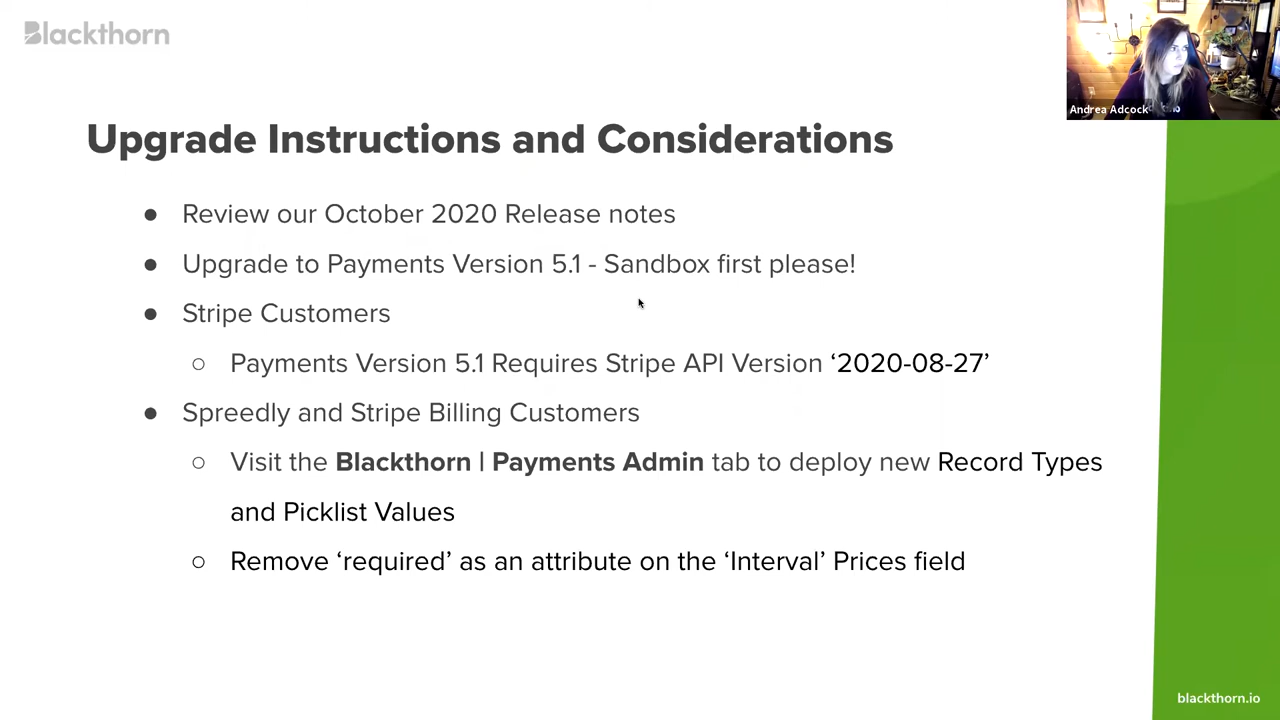 Blackthorn
Andrea Adcock
Upgrade Instructions and Considerations
● Review our October 2020 Release notes
● Upgrade to Payments Version 5.1 - Sandbox first please!
● Stripe Customers
○ Payments Version 5.1 Requires Stripe API Version ‘2020-08-27’
● Spreedly and Stripe Billing Customers
○ Visit the Blackthorn | Payments Admin tab to deploy new Record Types
and Picklist Values
○ Remove ‘required’ as an attribute on the ‘Interval’ Prices field
blackthorn.io